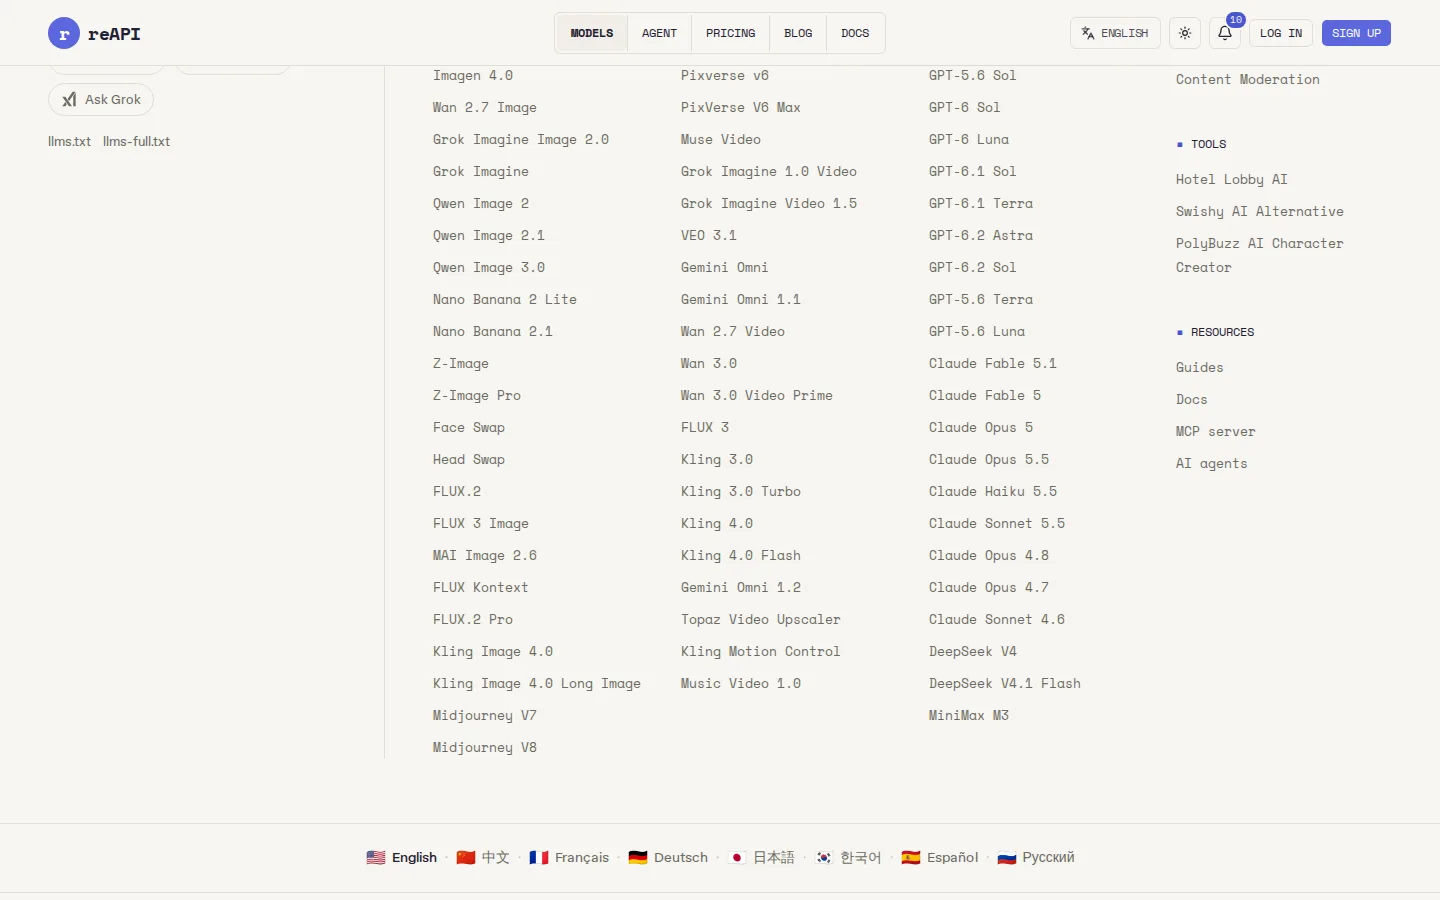 r reAPI
MODELS AGENT PRICING BLOG DOCS
ENGLISH
10
LOG IN
SIGN UP
Ask Grok
llms.txt llms-full.txt
Imagen 4.0
Wan 2.7 Image
Grok Imagine Image 2.0
Grok Imagine
Qwen Image 2
Qwen Image 2.1
Qwen Image 3.0
Nano Banana 2 Lite
Nano Banana 2.1
Z-Image
Z-Image Pro
Face Swap
Head Swap
FLUX.2
FLUX 3 Image
MAI Image 2.6
FLUX Kontext
FLUX.2 Pro
Kling Image 4.0
Kling Image 4.0 Long Image
Midjourney V7
Midjourney V8
Pixverse v6
PixVerse V6 Max
Muse Video
Grok Imagine 1.0 Video
Grok Imagine Video 1.5
VEO 3.1
Gemini Omni
Gemini Omni 1.1
Wan 2.7 Video
Wan 3.0
Wan 3.0 Video Prime
FLUX 3
Kling 3.0
Kling 3.0 Turbo
Kling 4.0
Kling 4.0 Flash
Gemini Omni 1.2
Topaz Video Upscaler
Kling Motion Control
Music Video 1.0
GPT-5.6 Sol
GPT-6 Sol
GPT-6 Luna
GPT-6.1 Sol
GPT-6.1 Terra
GPT-6.2 Astra
GPT-6.2 Sol
GPT-5.6 Terra
GPT-5.6 Luna
Claude Fable 5.1
Claude Fable 5
Claude Opus 5
Claude Opus 5.5
Claude Haiku 5.5
Claude Sonnet 5.5
Claude Opus 4.8
Claude Opus 4.7
Claude Sonnet 4.6
DeepSeek V4
DeepSeek V4.1 Flash
MiniMax M3
Content Moderation
TOOLS
Hotel Lobby AI
Swishy AI Alternative
PolyBuzz AI Character
Creator
RESOURCES
Guides
Docs
MCP server
AI agents
English · 中文 · Français · Deutsch · 日本語 · 한국어 · Español · Русский